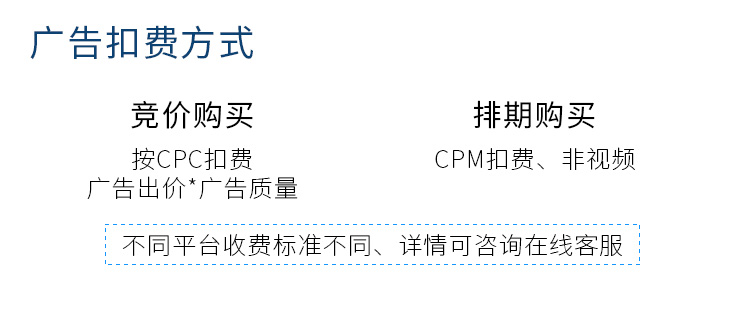 广告扣费方式
竞价购买
按CPC扣费
广告出价*广告质量
排期购买
CPM扣费、非视频
不同平台收费标准不同、详情可咨询在线客服